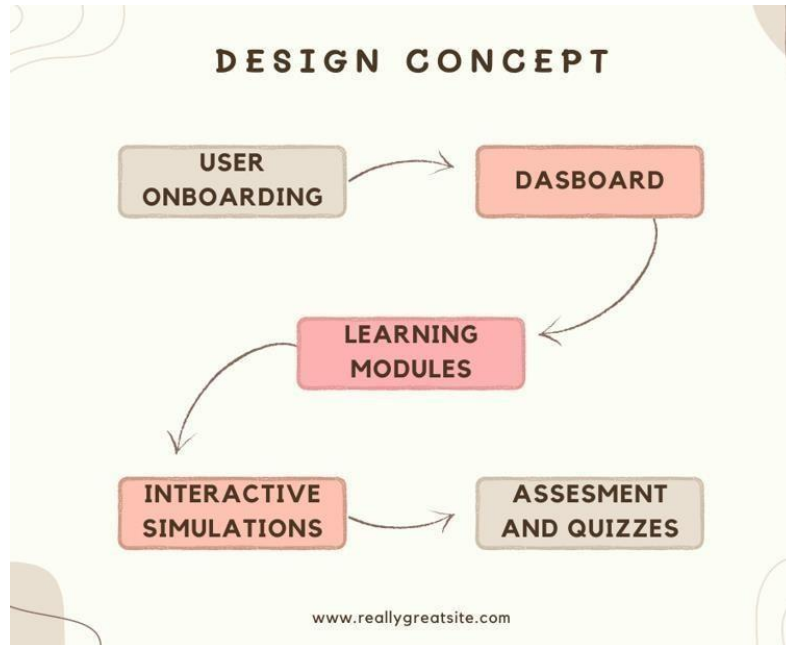 DESIGN CONCEPT
USER
ONBOARDING
DASBOARD
LEARNING
MODULES
INTERACTIVE
SIMULATIONS
ASSESMENT
AND QUIZZES
www.reallygreatsite.com